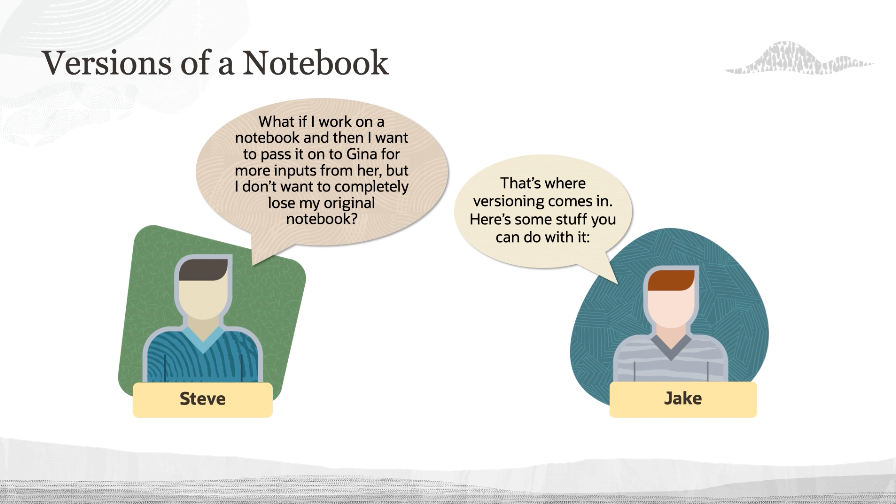 Versions of a Notebook
What if I work on a
notebook and then I want
to pass it on to Gina for
more inputs from her, but
I don't want to completely
lose my original
notebook?
That's where
versioning comes in.
Here's some stuff you
can do with it:
Steve
Jake